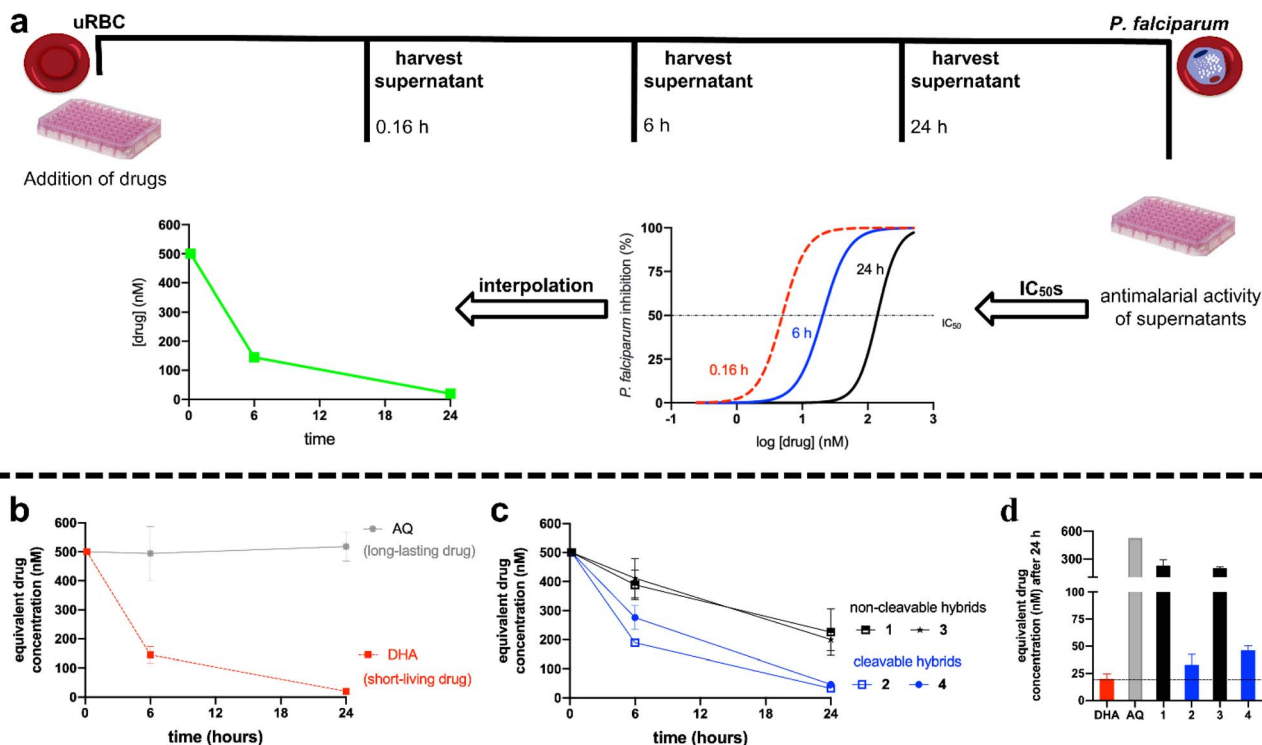 a
uRBC
P. falciparum
harvest
supernatant
0.16 h
harvest
supernatant
6 h
harvest
supernatant
24 h
Addition of drugs
600
500
400
300
200
100
0
[drug] (nM)
0
6
12
18
24
time
interpolation
100
75
50
25
0
P. falciparum inhibition (%)
0.16 h
6 h
24 h
IC50
-1
0
1
2
3
log [drug] (nM)
IC50s
antimalarial activity
of supernatants
b
600
500
400
300
200
100
0
equivalent drug
concentration (nM)
0
6
12
18
24
time (hours)
AQ
(long-lasting drug)
DHA
(short-living drug)
c
600
500
400
300
200
100
0
equivalent drug
concentration (nM)
0
6
12
18
24
time (hours)
non-cleavable hybrids
1 3
cleavable hybrids
2 4
d
equivalent drug
concentration (nM) after 24 h
600
300
100
75
50
25
0
DHA AQ 1 2 3 4